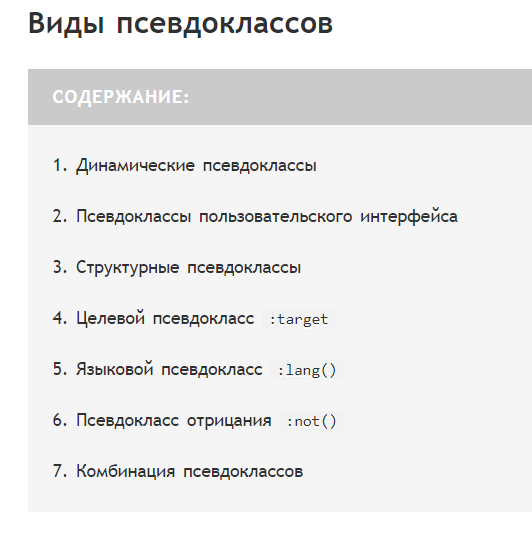 Виды псевдоклассов
СОДЕРЖАНИЕ:
1. Динамические псевдоклассы
2. Псевдоклассы пользовательского интерфейса
3. Структурные псевдоклассы
4. Целевой псевдокласс :target
5. Языковой псевдокласс :lang()
6. Псевдокласс отрицания :not()
7. Комбинация псевдоклассов